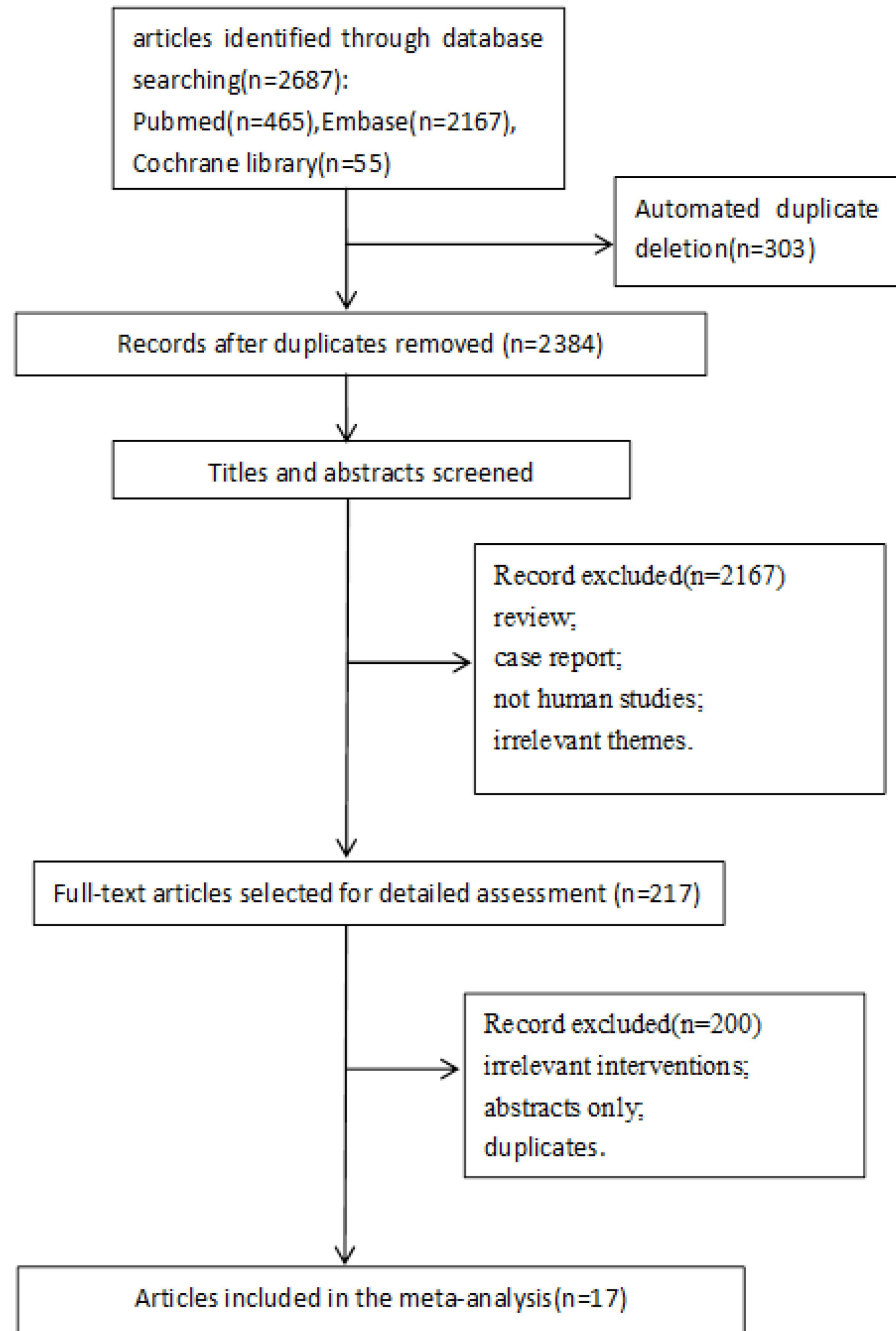 articles identified through database
searching(n=2687):
Pubmed(n=465),Embase(n=2167),
Cochrane library(n=55)
Automated duplicate
deletion(n=303)
Records after duplicates removed (n=2384)
Titles and abstracts screened
Record excluded(n=2167)
review;
case report;
not human studies;
irrelevant themes.
Full-text articles selected for detailed assessment (n=217)
Record excluded(n=200)
irrelevant interventions;
abstracts only;
duplicates.
Articles included in the meta-analysis(n=17)